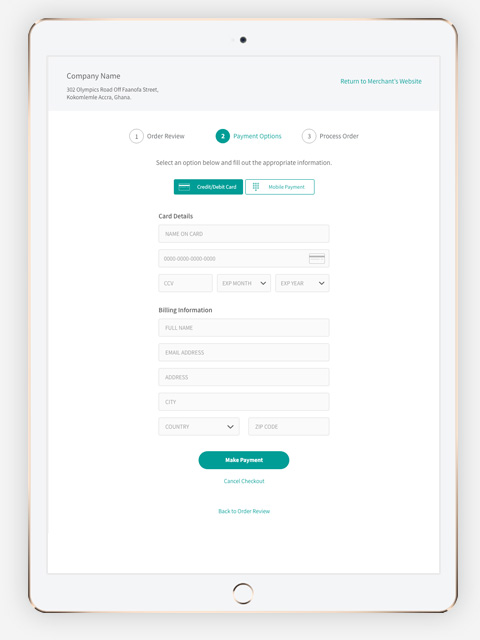 Company Name
302 Olympics Road Off Faanofa Street,
Kokomlemle Accra, Ghana.
Return to Merchant's Website
1 Order Review
2 Payment Options
3 Process Order
Select an option below and fill out the appropriate information.
Credit/Debit Card
Mobile Payment
Card Details
NAME ON CARD
0000-0000-0000-0000
CCV
EXP MONTH
EXP YEAR
Billing Information
FULL NAME
EMAIL ADDRESS
ADDRESS
CITY
COUNTRY
ZIP CODE
Make Payment
Cancel Checkout
Back to Order Review